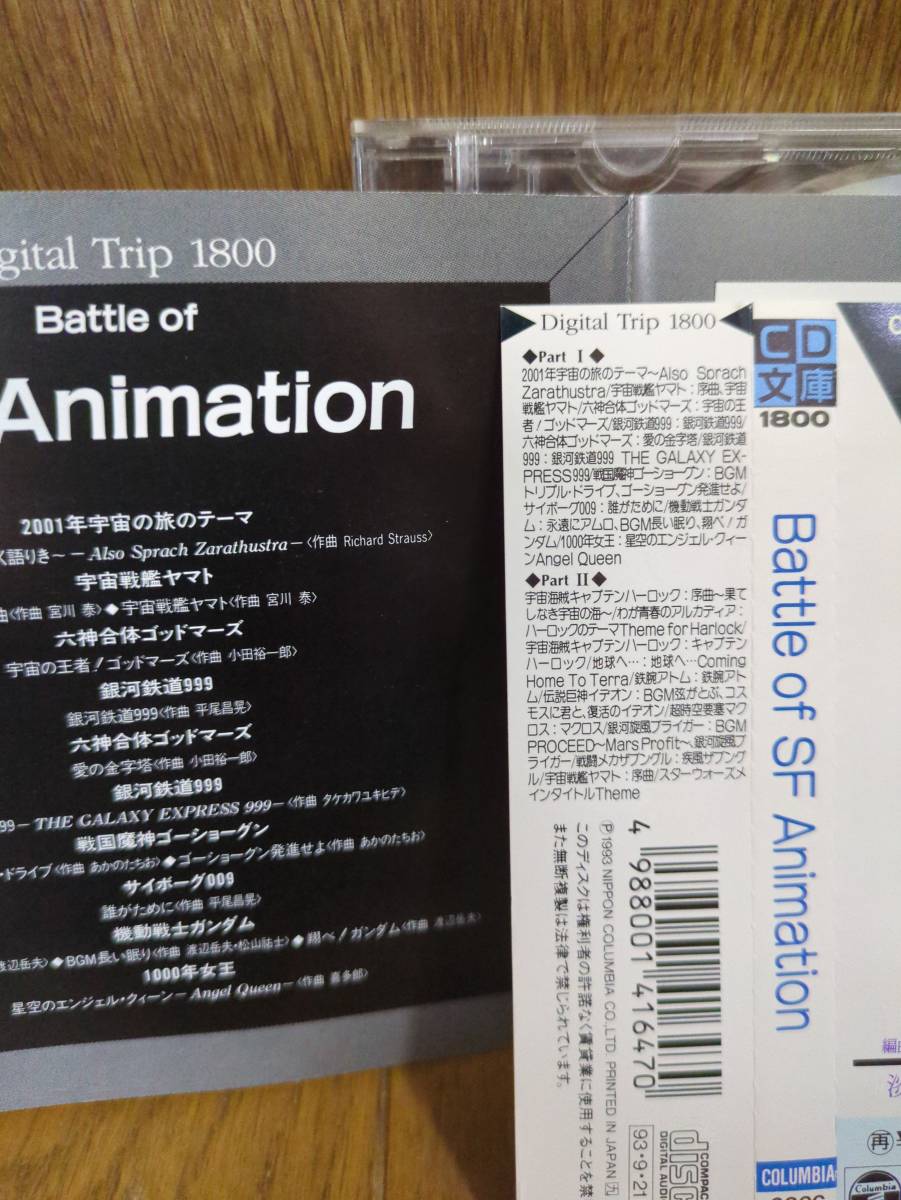 gital Trip 1800
Battle of
Animation
2001年宇宙の旅のテーマ
く語りき〜－Also Sprach Zarathustra－〈作曲 Richard Strauss〉
宇宙戦艦ヤマト
曲〈作曲 宮川 泰〉◆宇宙戦艦ヤマト〈作曲 宮川 泰〉
六神合体ゴッドマーズ
宇宙の王者！ゴッドマーズ〈作曲 小田裕一郎〉
銀河鉄道999
銀河鉄道999〈作曲 平尾昌晃〉
六神合体ゴッドマーズ
愛の金字塔〈作曲 小田裕一郎〉
銀河鉄道999
99－THE GALAXY EXPRESS 999－〈作曲 タケカワユキヒデ〉
戦国魔神ゴーショーグン
・ドライブ〈作曲 あかのたちお〉◆ゴーショーグン発進せよ〈作曲 あかのたちお〉
サイボーグ009
誰がために〈作曲 平尾昌晃〉
機動戦士ガンダム
渡辺岳夫〉◆BGM長い眠り〈作曲 渡辺岳夫・松山祐士〉◆翔べ！ガンダム〈作曲 渡辺岳夫〉
1000年女王
星空のエンジェル・クィーン－Angel Queen－〈作曲 喜多郎〉
Digital Trip 1800
◆Part Ⅰ◆
2001年宇宙の旅のテーマ〜Also Sprach
Zarathustra/宇宙戦艦ヤマト：序曲、宇宙
戦艦ヤマト/六神合体ゴッドマーズ：宇宙の王
者！ゴッドマーズ/銀河鉄道999：銀河鉄道999/
六神合体ゴッドマーズ：愛の金字塔/銀河鉄道
999：銀河鉄道999 THE GALAXY EX-
PRESS999/戦国魔神ゴーショーグン：BGM
トリプル・ドライブ、ゴーショーグン発進せよ/
サイボーグ009：誰がために/機動戦士ガンダ
ム：永遠にアムロ、BGM長い眠り、翔べ！ガ
ンダム/1000年女王：星空のエンジェル・クィー
ンAngel Queen
◆Part Ⅱ◆
宇宙海賊キャプテンハーロック：序曲〜果て
しなき宇宙の海〜/わが青春のアルカディア：
ハーロックのテーマTheme for Harlock/
宇宙海賊キャプテンハーロック：キャプテン
ハーロック/地球へ…：地球へ…Coming
Home To Terra/鉄腕アトム：鉄腕アト
ム/伝説巨神イデオン：BGM弦がとぶ、コス
モスに君と、復活のイデオン/超時空要塞マク
ロス：マクロス/銀河旋風ブライガー：BGM
PROCEED〜Mars Profit〜、銀河旋風ブ
ライガー/戦闘メカザブングル：疾風ザブング
ル/宇宙戦艦ヤマト：序曲/スターウォーズメ
インタイトルTheme
4 988001 416470
Ⓟ1993 NIPPON COLUMBIA CO.,LTD. PRINTED IN JAPAN
このディスクは権利者の許諾なく賃貸業に使用することを禁
また無断複製は法律で禁じられています。
93・9・21
COMPA
disc
DIGITAL AUDIO
CD
文庫
1800
Battle of SF Animation
COLUMBIA
再
Columbia